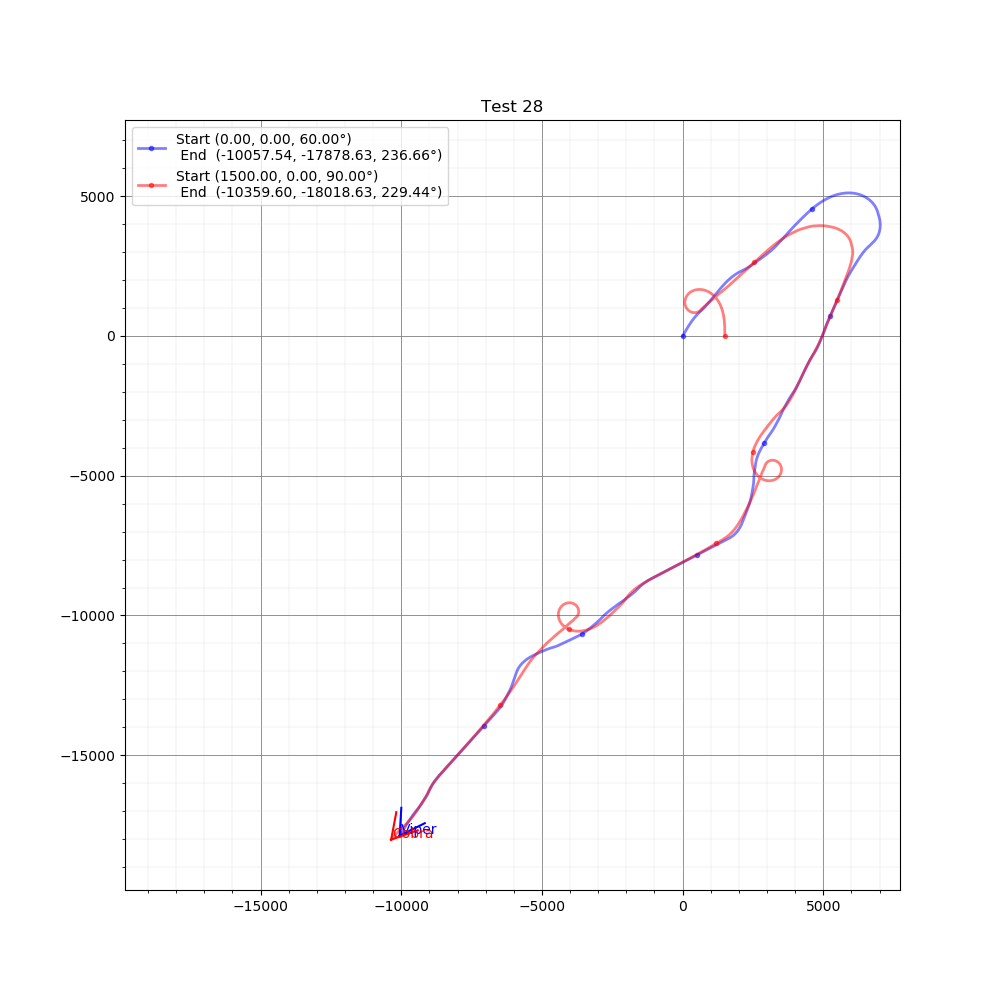 Test 28
Start (0.00, 0.00, 60.00°)
End  (-10057.54, -17878.63, 236.66°)
Start (1500.00, 0.00, 90.00°)
End  (-10359.60, -18018.63, 229.44°)
5000
0
−5000
−10000
−15000
Viper
Cobra
−15000
−10000
−5000
0
5000